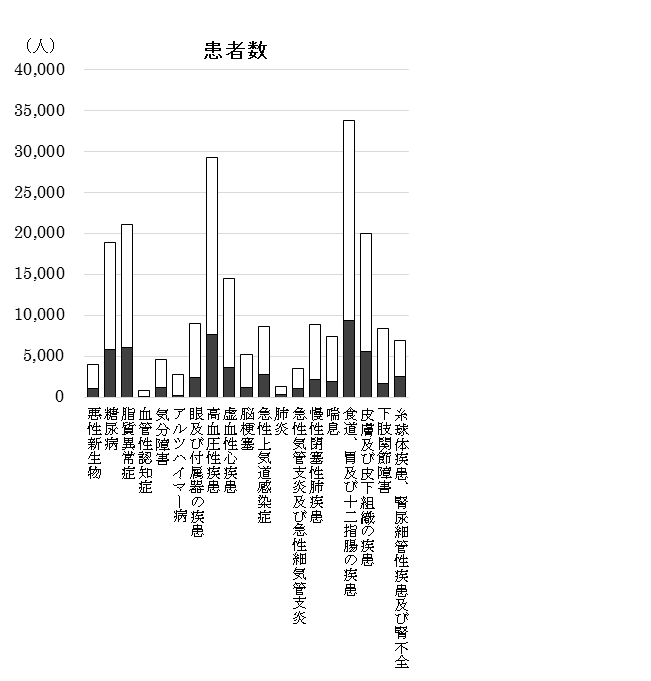 （人）
患者数
40,000
35,000
30,000
25,000
20,000
15,000
10,000
5,000
0
悪性新生物
糖尿病
脂質異常症
血管性認知症
気分障害
アルツハイマー病
眼及び付属器の疾患
高血圧性疾患
虚血性心疾患
脳梗塞
急性上気道感染症
肺炎
急性気管支炎及び急性細気管支炎
慢性閉塞性肺疾患
喘息
食道、胃及び十二指腸の疾患
皮膚及び皮下組織の疾患
下肢関節障害
糸球体疾患、腎尿細管性疾患及び腎不全